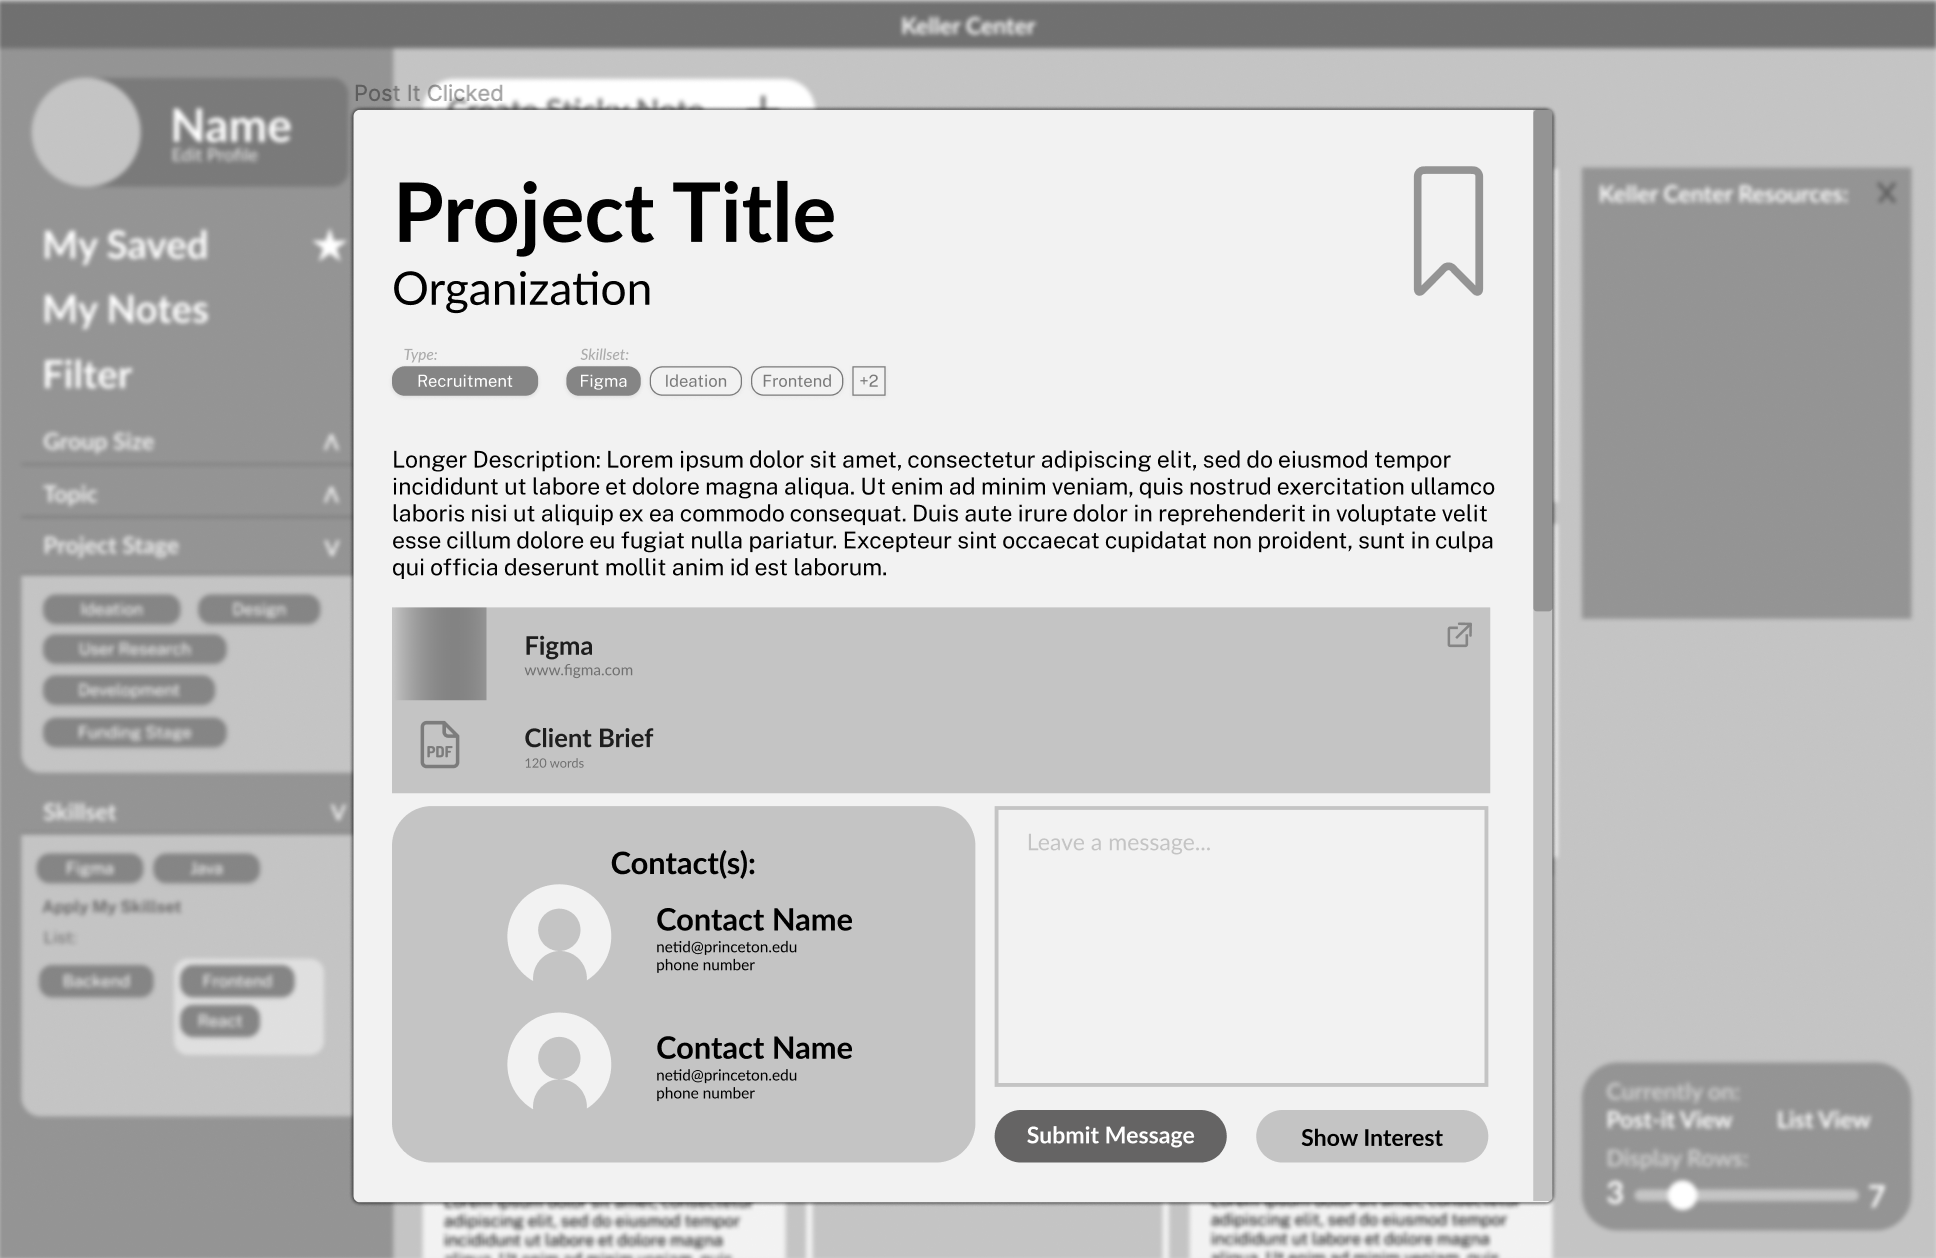 Keller Center
Post It Clicked
Create Sticky Note +
Name
Edit Profile
My Saved
My Notes
Filter
Group Size
Topic
Project Stage
Ideation Design
User Research
Development
Funding Stage
Skillset
Figma Java
Apply My Skillset
List:
Backend Frontend
React
Project Title
Organization
Type: Skillset:
Recruitment Figma Ideation Frontend +2
Longer Description: Lorem ipsum dolor sit amet, consectetur adipiscing elit, sed do eiusmod tempor
incididunt ut labore et dolore magna aliqua. Ut enim ad minim veniam, quis nostrud exercitation ullamco
laboris nisi ut aliquip ex ea commodo consequat. Duis aute irure dolor in reprehenderit in voluptate velit
esse cillum dolore eu fugiat nulla pariatur. Excepteur sint occaecat cupidatat non proident, sunt in culpa
qui officia deserunt mollit anim id est laborum.
Figma
www.figma.com
PDF
Client Brief
120 words
Contact(s):
Contact Name
netid@princeton.edu
phone number
Contact Name
netid@princeton.edu
phone number
Leave a message...
Submit Message Show Interest
Keller Center Resources:
Currently on:
Post-it View List View
Display Rows:
3 7
adipiscing elit, sed do eiusmod tempor
incididunt ut labore et dolore magna
adipiscing elit, sed do eiusmod tempor
incididunt ut labore et dolore magna